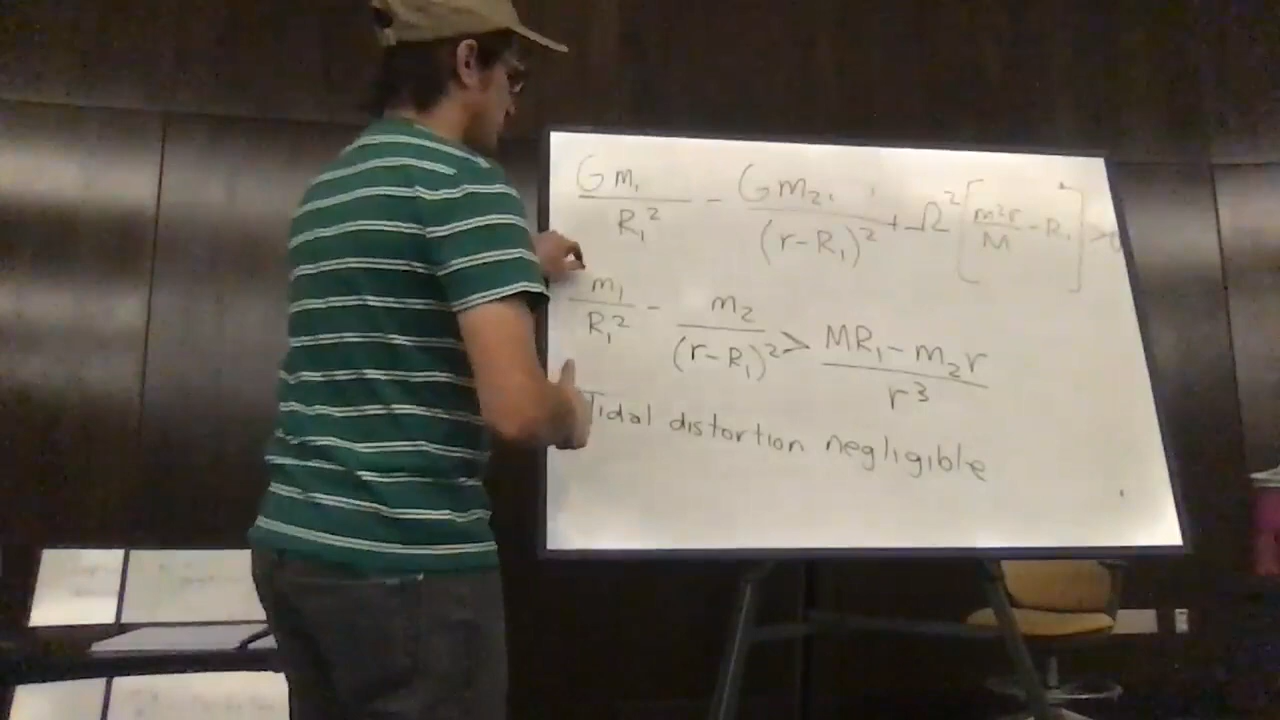 Gm₁/R₁² - Gm₂/(r-R₁)² + Ω² [m²r/M - R₁] >0
m₁/R₁² - m₂/(r-R₁)² > MR₁-m₂r/r³
Tidal distortion negligible